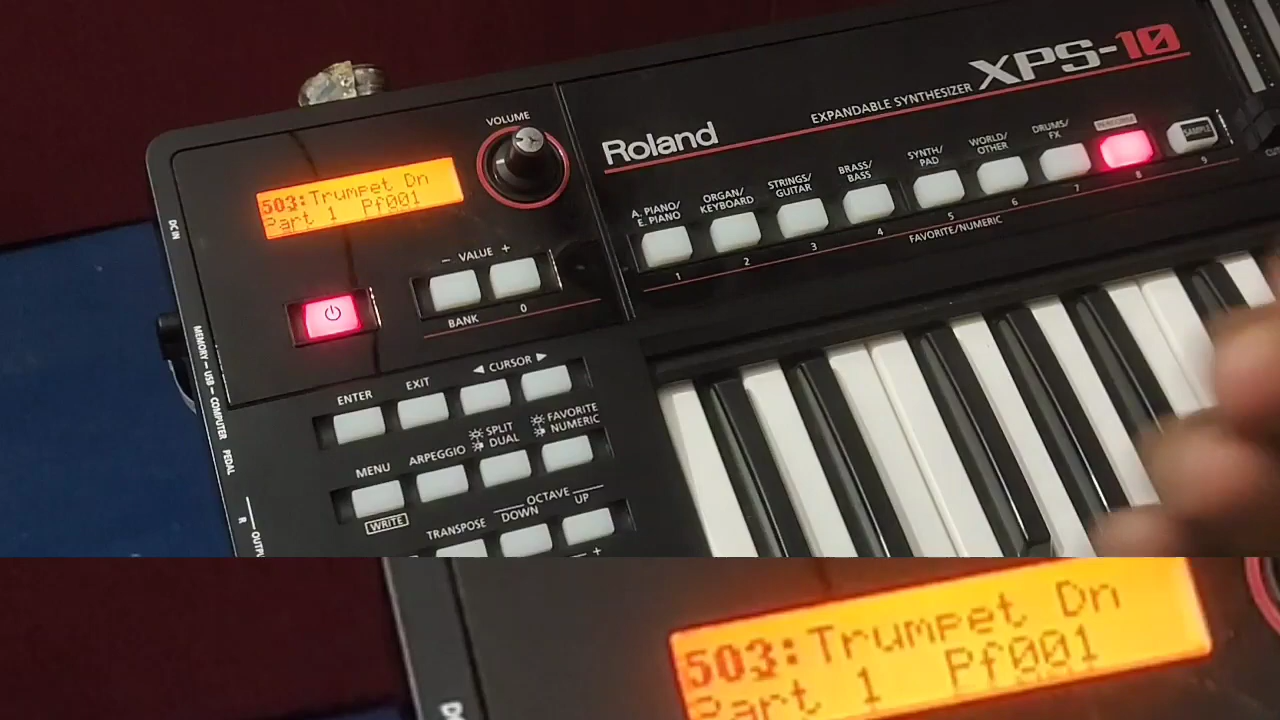 XPS-10
EXPANDABLE SYNTHESIZER
Roland
VOLUME
503:Trumpet Dn
Part 1 Pf001
A. PIANO/
E. PIANO
ORGAN/
KEYBOARD
STRINGS/
GUITAR
BRASS/
BASS
SYNTH/
PAD
WORLD/
OTHER
DRUMS/
FX
PERFORM
SAMPLE
1 2 3 4 5 6 7 8 9
FAVORITE/NUMERIC
− VALUE +
BANK 0
DC IN
MEMORY – USB – COMPUTER
PEDAL
R
ENTER
EXIT
◀ CURSOR ▶
MENU
WRITE
ARPEGGIO
SPLIT
DUAL
FAVORITE
NUMERIC
TRANSPOSE
OCTAVE
DOWN
UP
+
503:Trumpet Dn
Part 1 Pf001